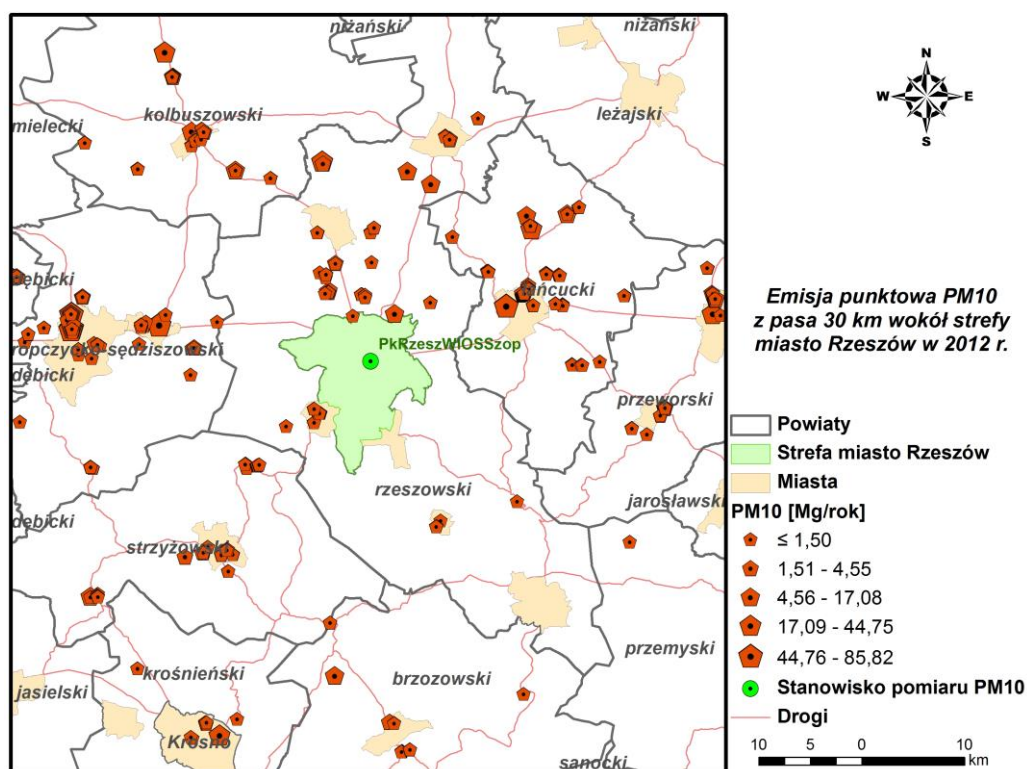 niżański
niżański
N
W
E
S
kolbuszowski
mielecki
leżajski
dębicki
łańcucki
Emisja punktowa PM10
z pasa 30 km wokół strefy
miasto Rzeszów w 2012 r.
PkRzeszWIOSSzop
ropczycko-sędziszowski
dębicki
przeworski
Powiaty
Strefa miasto Rzeszów
Miasta
rzeszowski
jarosławski
PM10 [Mg/rok]
≤ 1,50
dębicki
strzyżowski
1,51 - 4,55
4,56 - 17,08
17,09 - 44,75
44,76 - 85,82
przemyski
krośnieński
brzozowski
jasielski
Stanowisko pomiaru PM10
Drogi
Krosno
sanocki
10 5 0 10
km